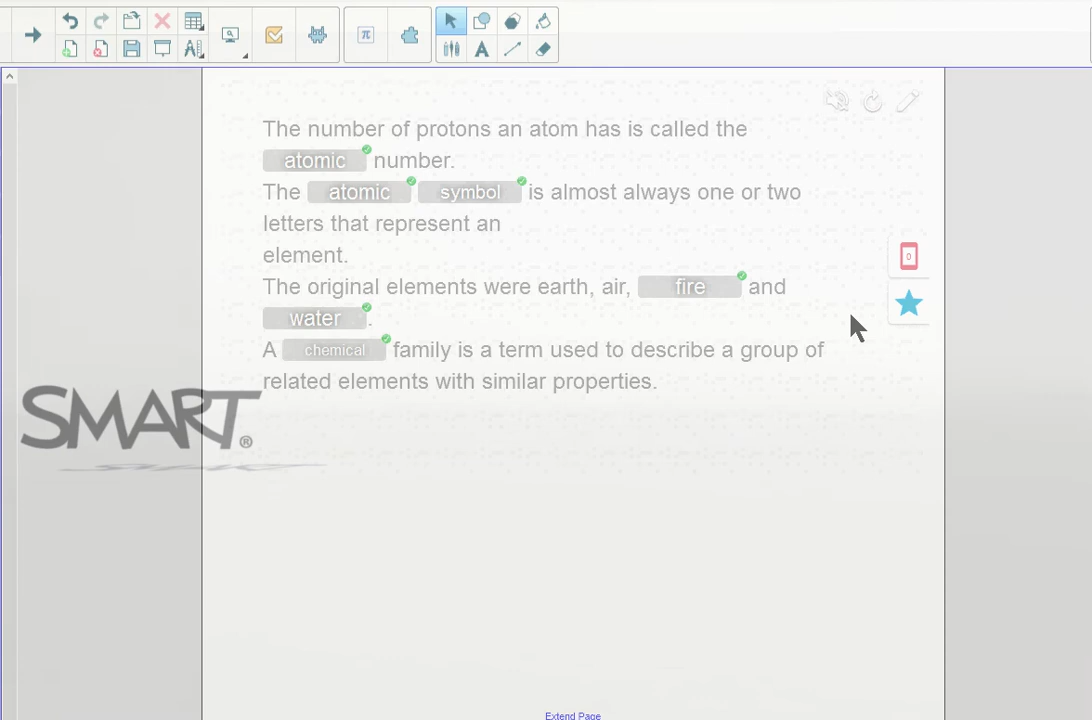 The number of protons an atom has is called the
atomic number.
The atomic symbol is almost always one or two
letters that represent an
element.
The original elements were earth, air, fire and
water.
A chemical family is a term used to describe a group of
related elements with similar properties.
0
SMART®
Extend Page